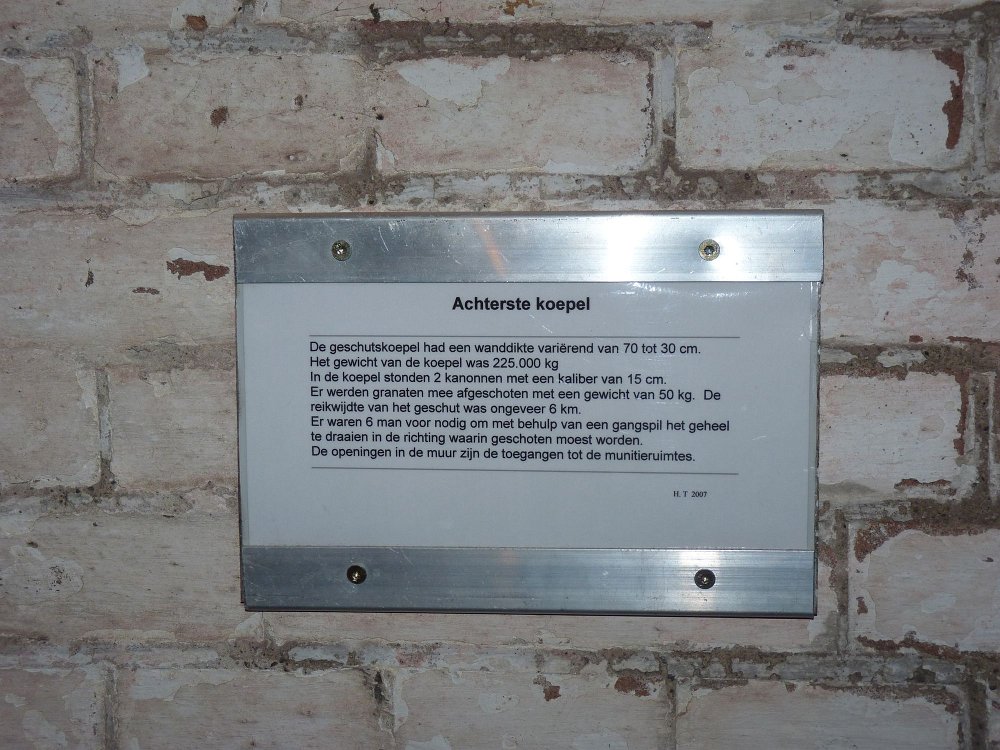 Achterste koepel
De geschutskoepel had een wanddikte variërend van 70 tot 30 cm.
Het gewicht van de koepel was 225.000 kg
In de koepel stonden 2 kanonnen met een kaliber van 15 cm.
Er werden granaten mee afgeschoten met een gewicht van 50 kg. De
reikwijdte van het geschut was ongeveer 6 km.
Er waren 6 man voor nodig om met behulp van een gangspil het geheel
te draaien in de richting waarin geschoten moest worden.
De openingen in de muur zijn de toegangen tot de munitieruimtes.
H. T 2007